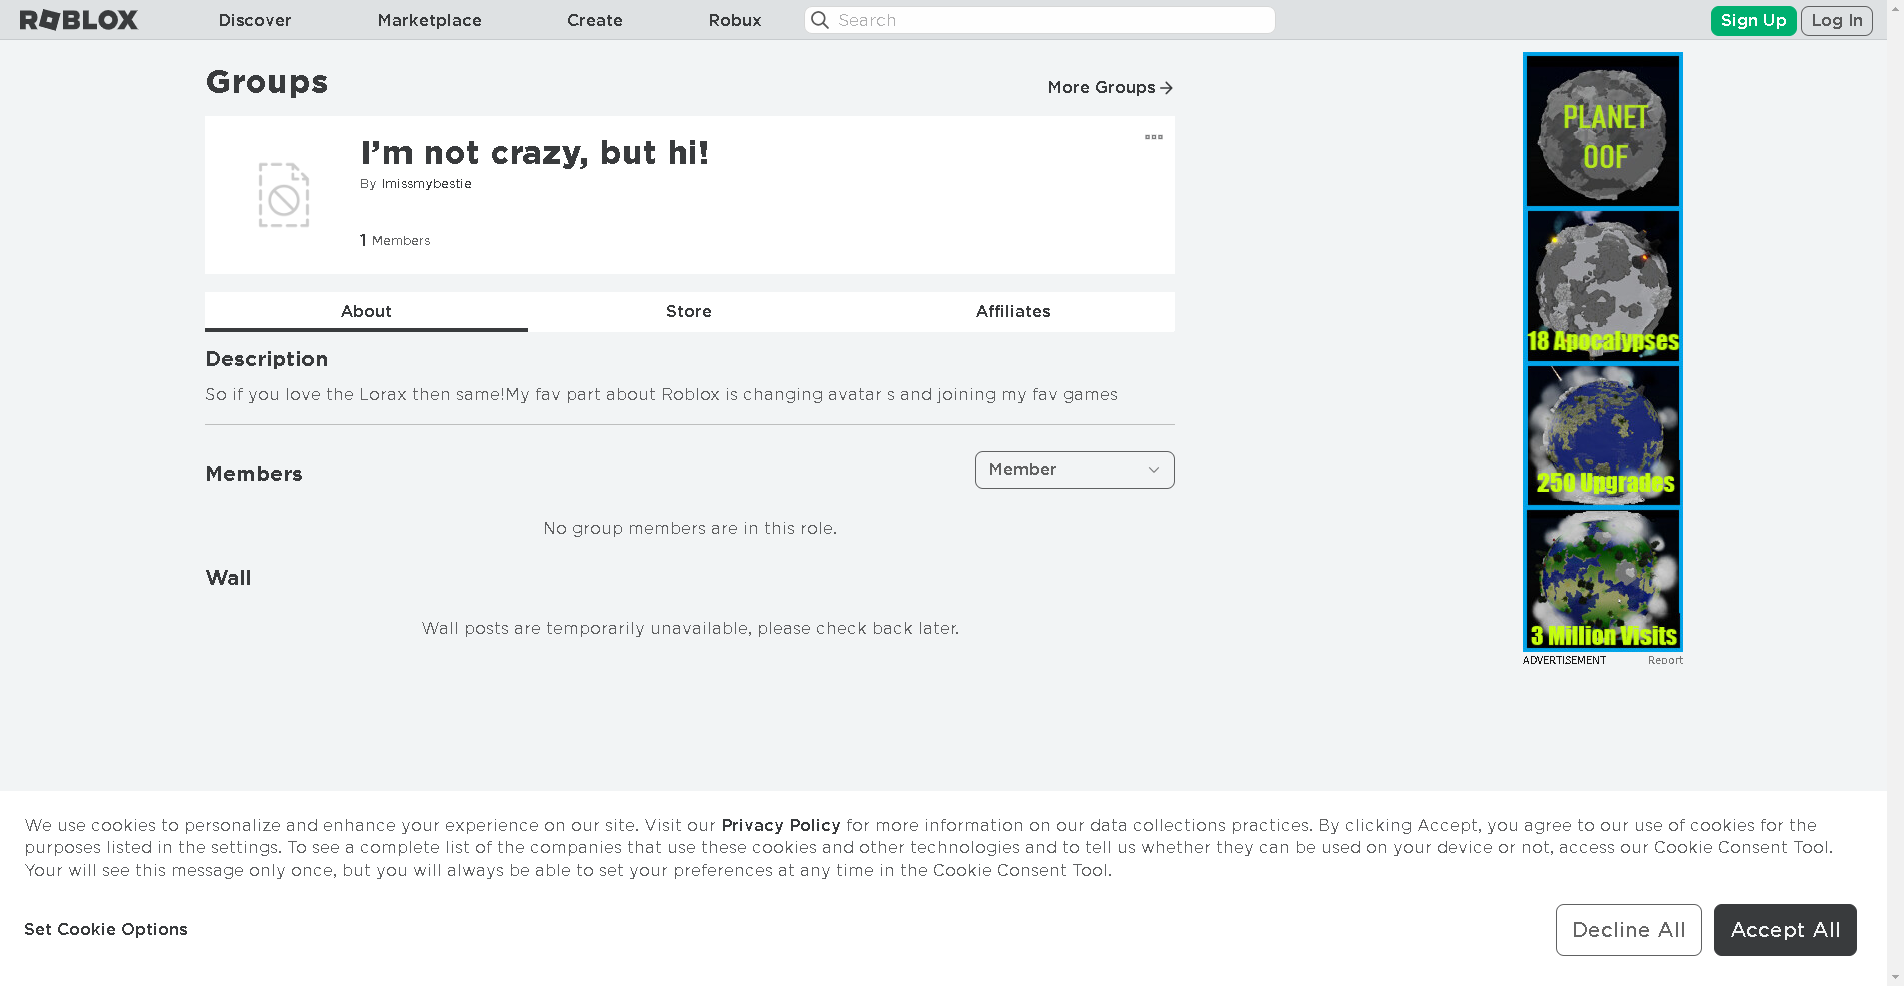 ROBLOX
Discover
Marketplace
Create
Robux
Search
Sign Up
Log In
Groups
More Groups
I'm not crazy, but hi!
By Imissmybestie
1 Members
About
Store
Affiliates
Description
So if you love the Lorax then same!My fav part about Roblox is changing avatar s and joining my fav games
Members
Member
No group members are in this role.
Wall
Wall posts are temporarily unavailable, please check back later.
PLANET
OOF
18 Apocalypses
250 Upgrades
3 Million Visits
ADVERTISEMENT
Report
We use cookies to personalize and enhance your experience on our site. Visit our Privacy Policy for more information on our data collections practices. By clicking Accept, you agree to our use of cookies for the
purposes listed in the settings. To see a complete list of the companies that use these cookies and other technologies and to tell us whether they can be used on your device or not, access our Cookie Consent Tool.
Your will see this message only once, but you will always be able to set your preferences at any time in the Cookie Consent Tool.
Set Cookie Options
Decline All
Accept All